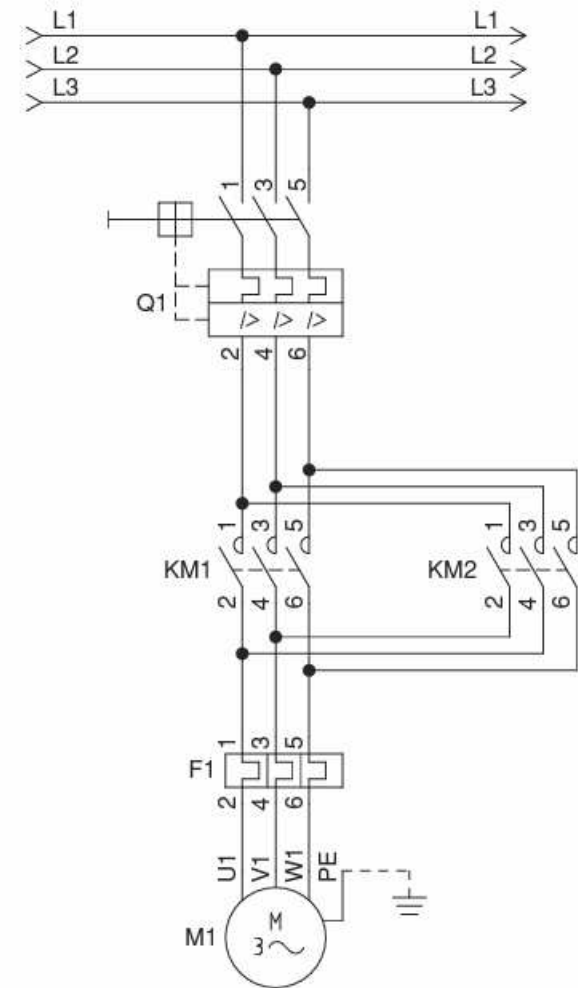 L1 L1
L2 L2
L3 L3
1 3 5
Q1
I> I> I>
2 4 6
1 3 5 1 3 5
KM1 KM2
2 4 6 2 4 6
1 3 5
F1
2 4 6
U1 V1 W1 PE
M1
M
3~